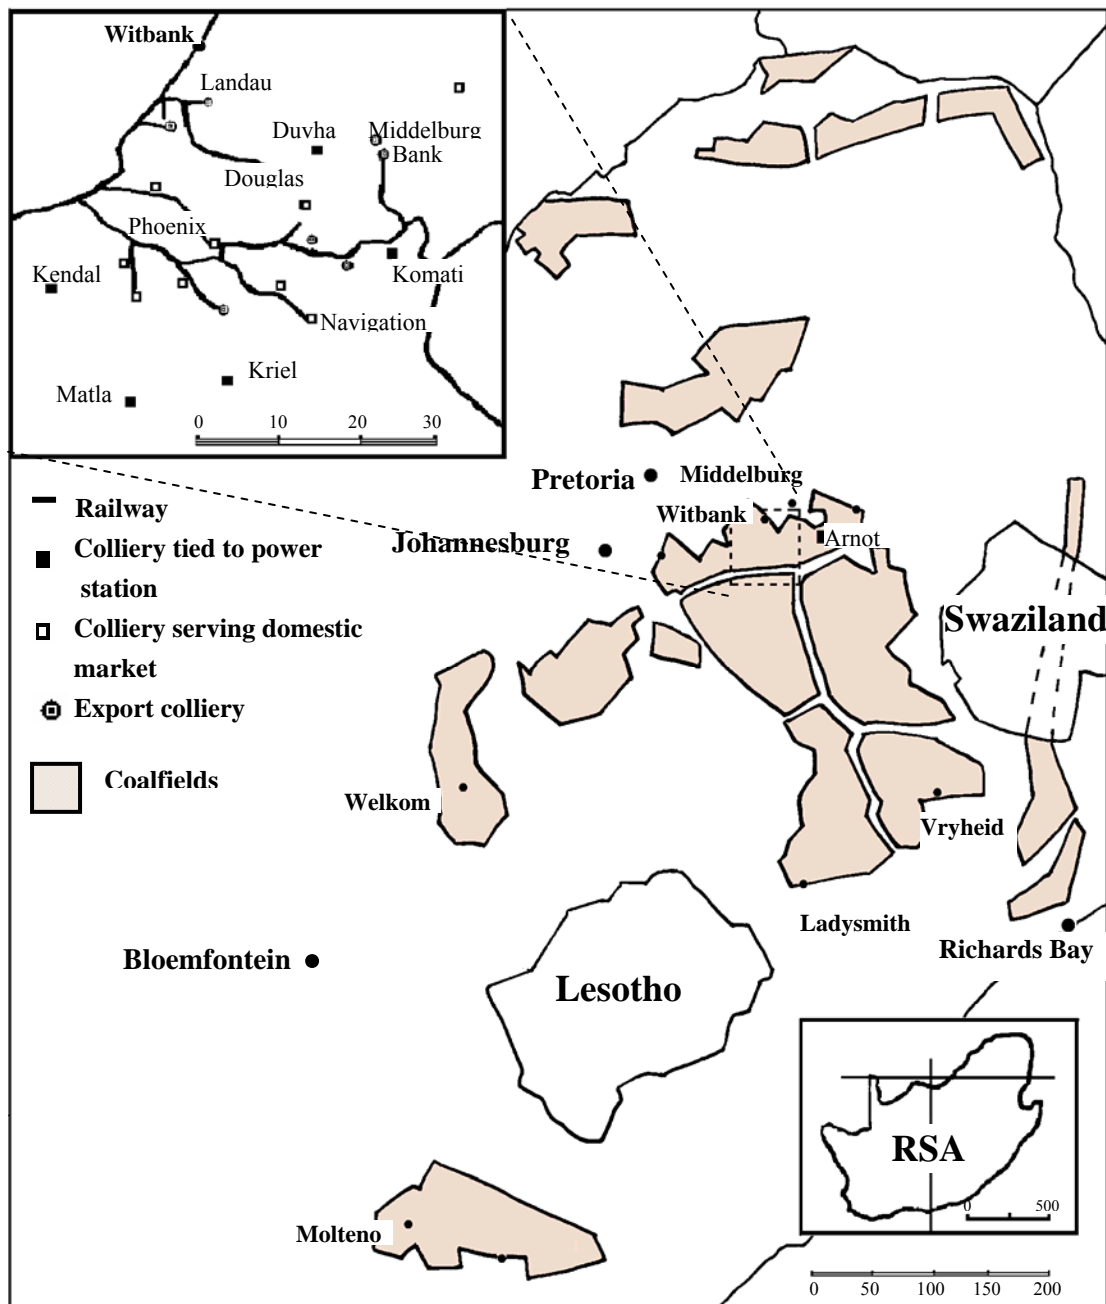 Witbank
Landau
Duvha
Middelburg
Bank
Douglas
Phoenix
Kendal
Komati
Navigation
Kriel
Matla
0 10 20 30
Railway
Colliery tied to power
station
Colliery serving domestic
market
Export colliery
Coalfields
Pretoria
Middelburg
Witbank
Johannesburg
Arnot
Swaziland
Welkom
Vryheid
Ladysmith
Richards Bay
Bloemfontein
Lesotho
RSA
0 500
Molteno
0 50 100 150 200